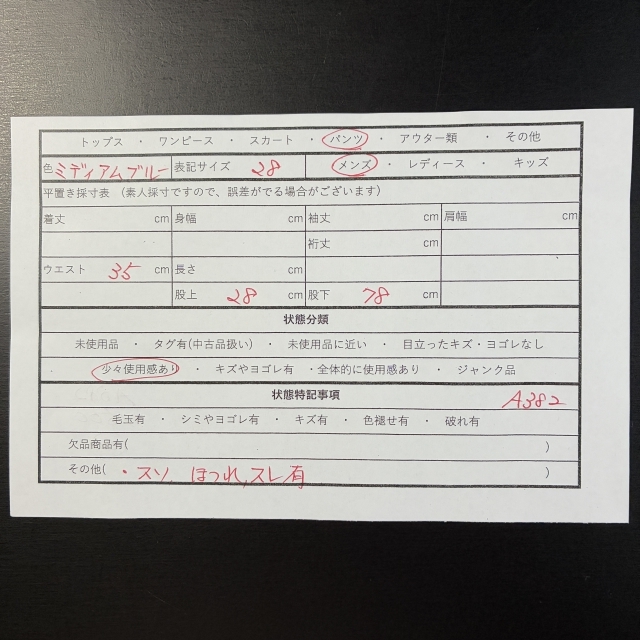 トップス ・ ワンピース ・ スカート ・ パンツ ・ アウター類 ・ その他
色 ミディアムブルー 表記サイズ 28 メンズ ・ レディース ・ キッズ
平置き採寸表 (素人採寸ですので、誤差がでる場合がございます)
着丈 cm 身幅 cm 袖丈 cm 肩幅 cm
裄丈 cm
ウエスト 35 cm 長さ cm
股上 28 cm 股下 78 cm
状態分類
未使用品 ・ タグ有(中古品扱い) ・ 未使用品に近い ・ 目立ったキズ・ヨゴレなし
少々使用感あり ・ キズやヨゴレ有 ・全体的に使用感あり ・ ジャンク品
状態特記事項 A382
毛玉有 ・ シミやヨゴレ有 ・ キズ有 ・ 色褪せ有 ・ 破れ有
欠品商品有( )
その他( ・スソ ほつれ,スレ有 )